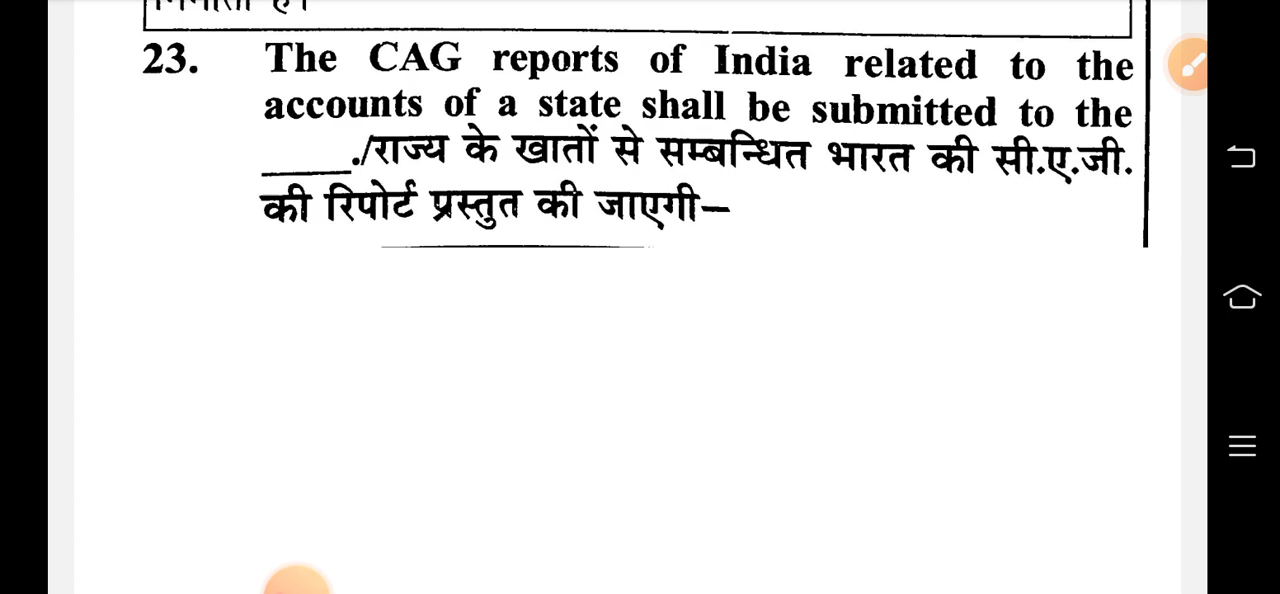 23. The CAG reports of India related to the
accounts of a state shall be submitted to the
_____./राज्य के खातों से सम्बन्धित भारत की सी.ए.जी.
की रिपोर्ट प्रस्तुत की जाएगी–